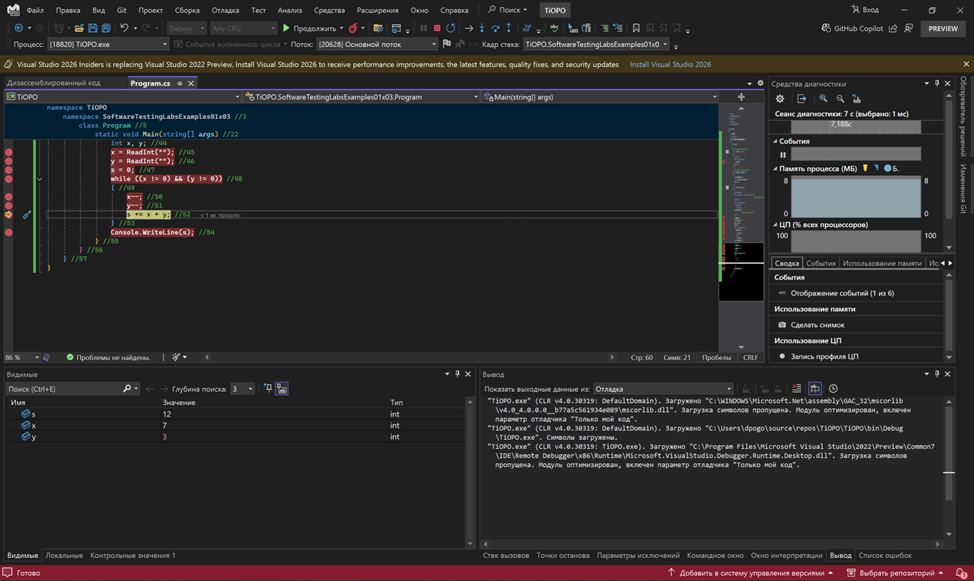 Файл Правка Вид Git Проект Сборка Отладка Тест Анализ Средства Расширения Окно Справка Поиск TiOPO Вход
Debug Any CPU Продолжить GitHub Copilot PREVIEW
Процесс: [18820] TiOPO.exe События жизненного цикла Поток: [20628] Основной поток Кадр стека: TiOPO.SoftwareTestingLabsExamples01x0
Visual Studio 2026 Insiders is replacing Visual Studio 2022 Preview. Install Visual Studio 2026 to receive performance improvements, the latest features, quality fixes, and security updates Install Visual Studio 2026
Дизассемблированный код Program.cs
TiOPO TiOPO.SoftwareTestingLabsExamples01x03.Program Main(string[] args)
namespace TiOPO
namespace SoftwareTestingLabsExamples01x03 //3
class Program //5
static void Main(string[] args) //22
int x, y; //44
x = ReadInt(""); //45
y = ReadInt(""); //46
s = 0; //47
while ((x != 0) && (y != 0)) //48
{ //49
x--; //50
y--; //51
s += x + y; //52 ≤ 1 мс прошло
} //53
Console.WriteLine(s); //54
} //55
} //56
} //57
}
86 % Проблемы не найдены. Стр: 60 Симв: 21 Пробелы CRLF
Средства диагностики
Сеанс диагностики: 7 с (выбрано: 1 мс)
7,188с
События
Память процесса (МБ) Б.
8 8
0 0
ЦП (% всех процессоров)
100 100
Сводка События Использование памяти Ис
События
Отображение событий (1 из 6)
Использование памяти
Сделать снимок
Использование ЦП
Запись профиля ЦП
Обозреватель решений
Изменения Git
Видимые
Поиск (Ctrl+E) Глубина поиска: 3
Имя Значение Тип
s 12 int
x 7 int
y 3 int
Видимые Локальные Контрольные значения 1
Вывод
Показать выходные данные из: Отладка
"TiOPO.exe" (CLR v4.0.30319: DefaultDomain). Загружено "C:\WINDOWS\Microsoft.Net\assembly\GAC_32\mscorlib
\v4.0_4.0.0.0__b77a5c561934e089\mscorlib.dll". Загрузка символов пропущена. Модуль оптимизирован, включен
параметр отладчика "Только мой код".
"TiOPO.exe" (CLR v4.0.30319: DefaultDomain). Загружено "C:\Users\dpogo\source\repos\TiOPO\TiOPO\bin\Debug
\TiOPO.exe". Символы загружены.
"TiOPO.exe" (CLR v4.0.30319: TiOPO.exe). Загружено "C:\Program Files\Microsoft Visual Studio\2022\Preview\Common7
\IDE\Remote Debugger\x86\Runtime\Microsoft.VisualStudio.Debugger.Runtime.Desktop.dll". Загрузка символов
пропущена. Модуль оптимизирован, включен параметр отладчика "Только мой код".
Стек вызовов Точки останова Параметры исключений Командное окно Окно интерпретации Вывод Список ошибок
Готово Добавить в систему управления версиями Выбрать репозиторий